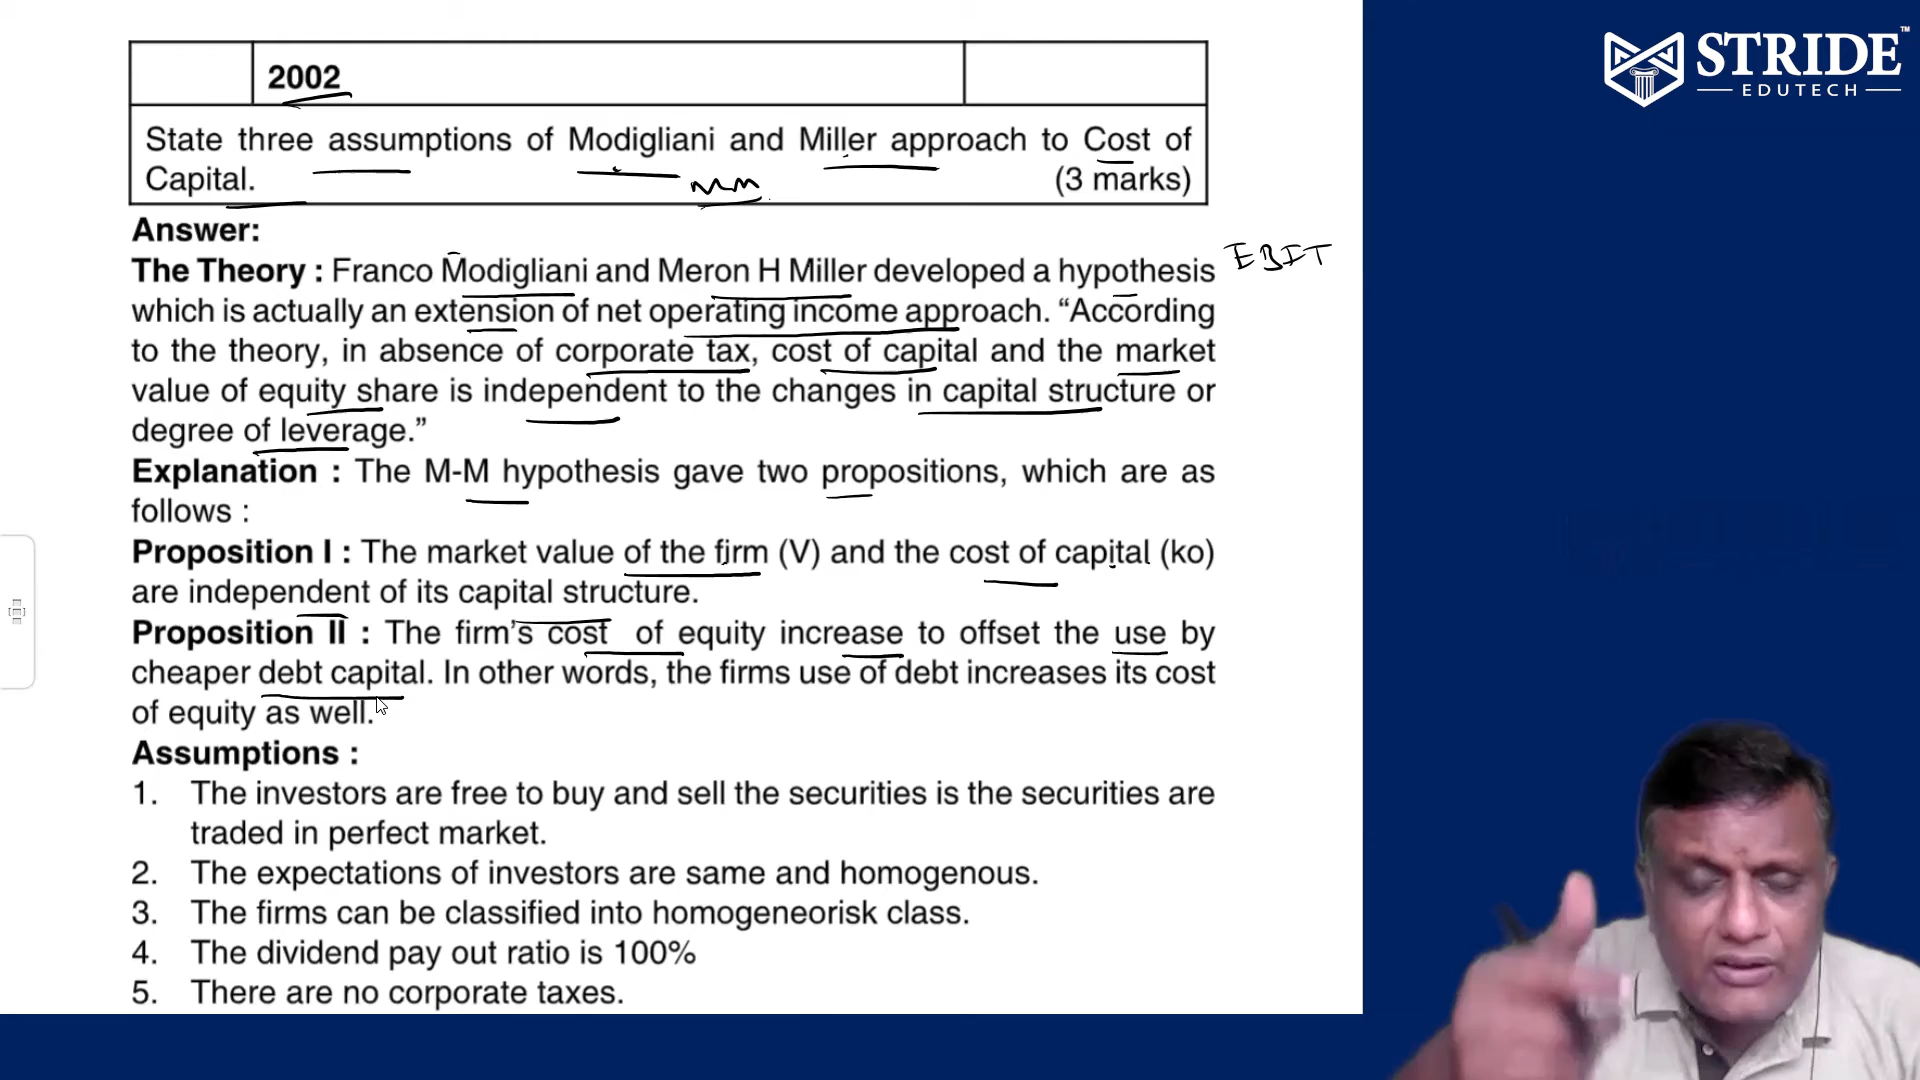 STRIDE™
EDUTECH
2002
State three assumptions of Modigliani and Miller approach to Cost of
Capital. (3 marks)
MM
Answer:
EBIT
The Theory : Franco Modigliani and Meron H Miller developed a hypothesis
which is actually an extension of net operating income approach. “According
to the theory, in absence of corporate tax, cost of capital and the market
value of equity share is independent to the changes in capital structure or
degree of leverage.”
Explanation : The M-M hypothesis gave two propositions, which are as
follows :
Proposition I : The market value of the firm (V) and the cost of capital (ko)
are independent of its capital structure.
Proposition II : The firm’s cost of equity increase to offset the use by
cheaper debt capital. In other words, the firms use of debt increases its cost
of equity as well.
Assumptions :
1. The investors are free to buy and sell the securities is the securities are
traded in perfect market.
2. The expectations of investors are same and homogenous.
3. The firms can be classified into homogeneorisk class.
4. The dividend pay out ratio is 100%
5. There are no corporate taxes.